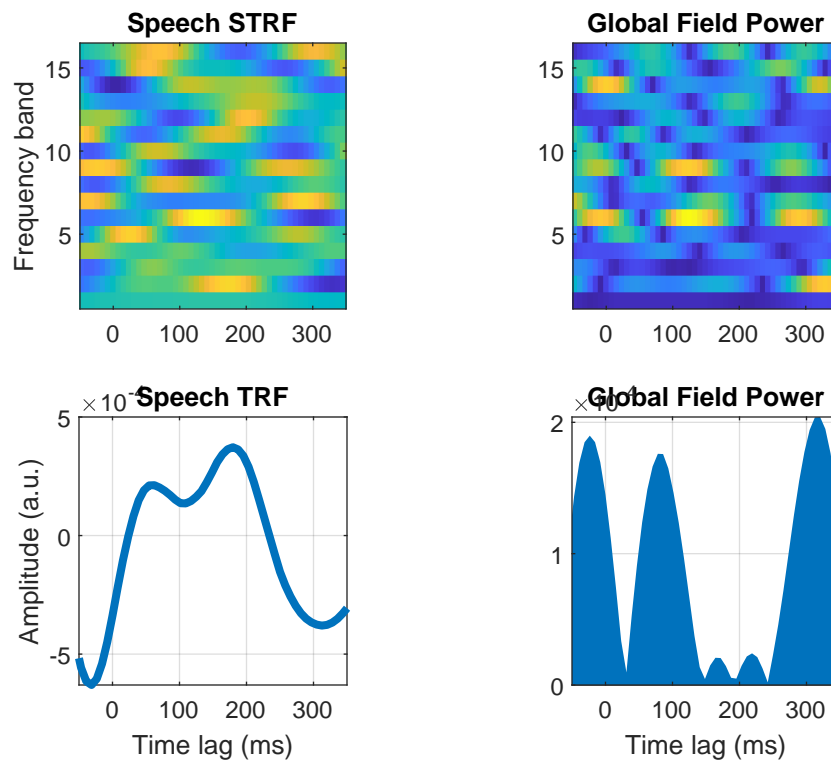 Speech STRF
Global Field Power
Frequency band
15
10
5
0 100 200 300
15
10
5
0 100 200 300
Speech TRF
× 10^-4
Global Field Power
Amplitude (a.u.)
5
0
-5
0 100 200 300
Time lag (ms)
2
1
0
0 100 200 300
Time lag (ms)